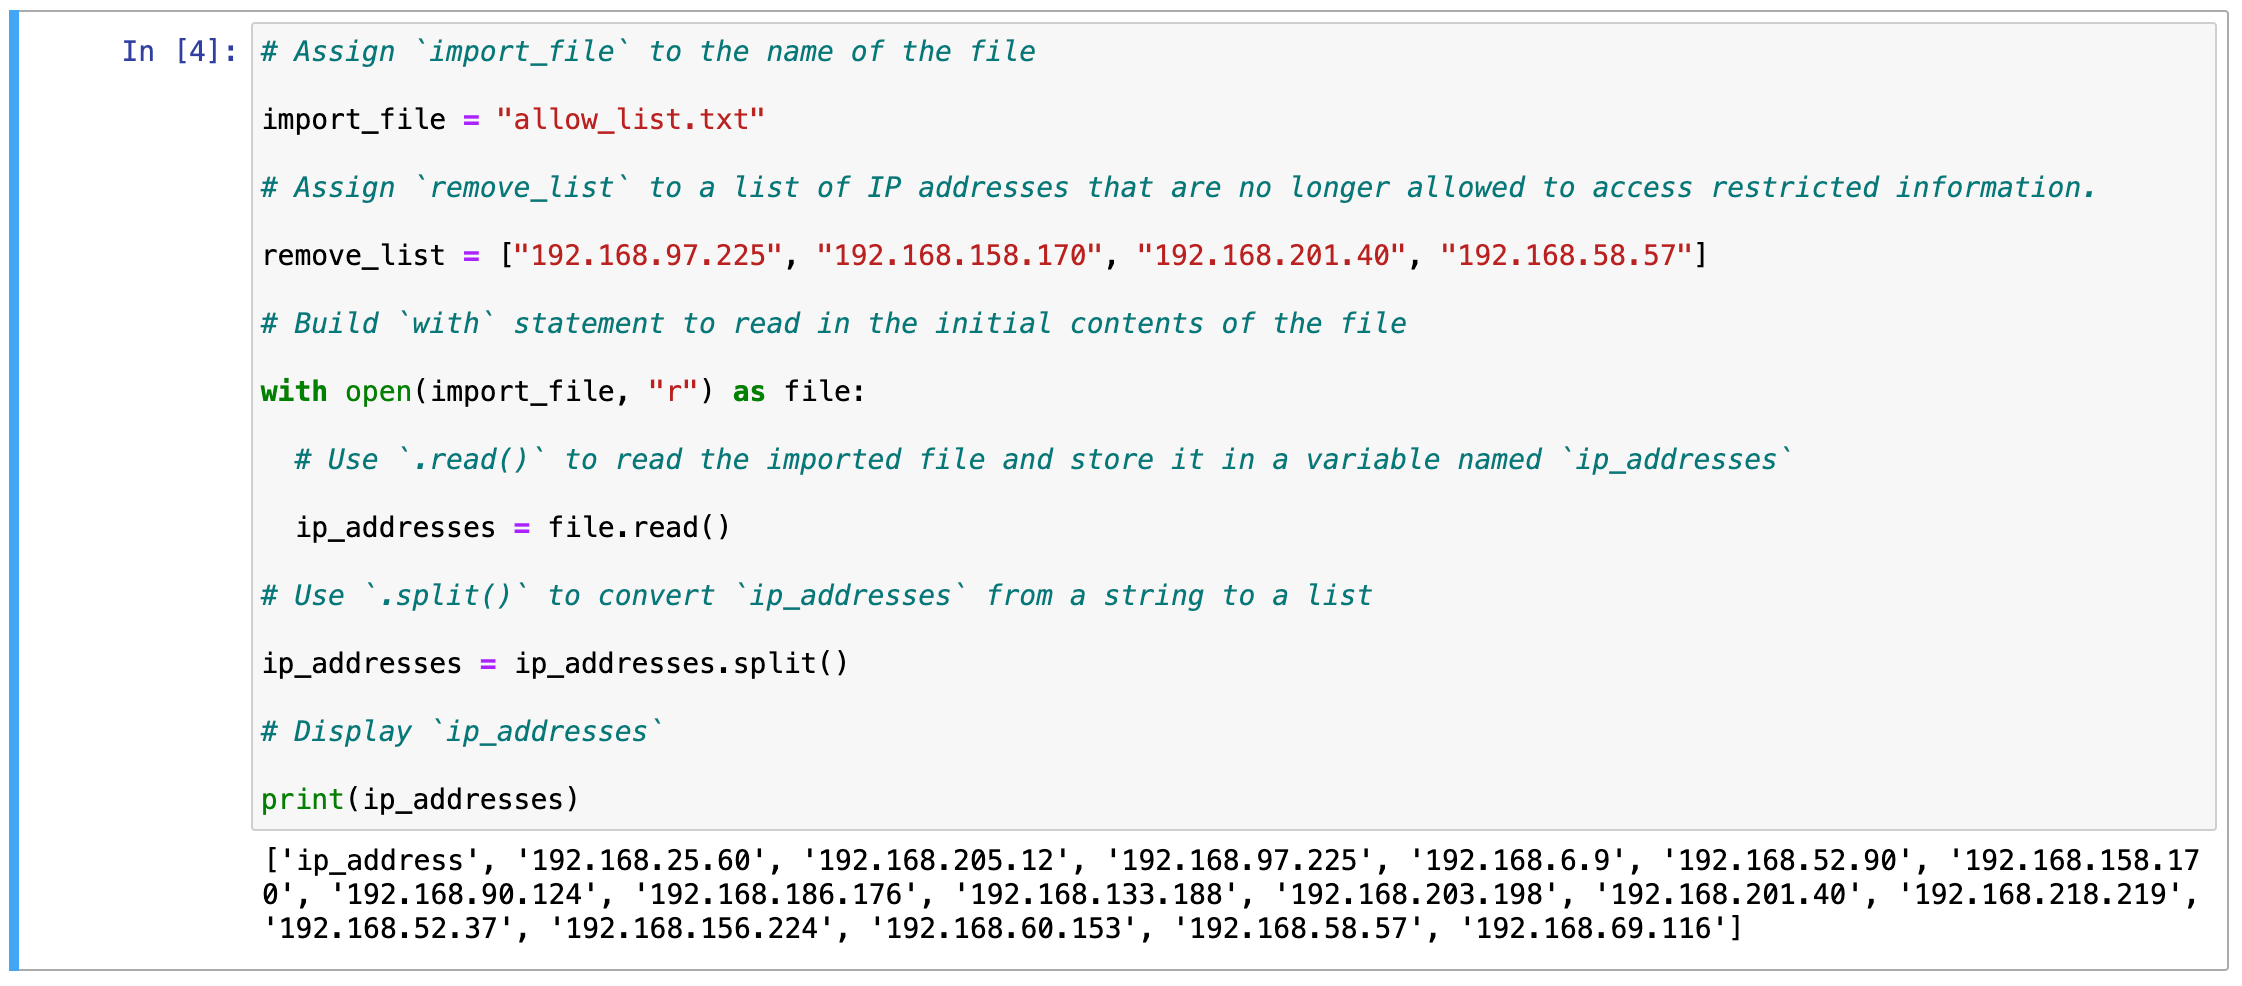 In [4]: # Assign `import_file` to the name of the file
import_file = "allow_list.txt"
# Assign `remove_list` to a list of IP addresses that are no longer allowed to access restricted information.
remove_list = ["192.168.97.225", "192.168.158.170", "192.168.201.40", "192.168.58.57"]
# Build `with` statement to read in the initial contents of the file
with open(import_file, "r") as file:
  # Use `.read()` to read the imported file and store it in a variable named `ip_addresses`
  ip_addresses = file.read()
# Use `.split()` to convert `ip_addresses` from a string to a list
ip_addresses = ip_addresses.split()
# Display `ip_addresses`
print(ip_addresses)
['ip_address', '192.168.25.60', '192.168.205.12', '192.168.97.225', '192.168.6.9', '192.168.52.90', '192.168.158.17
0', '192.168.90.124', '192.168.186.176', '192.168.133.188', '192.168.203.198', '192.168.201.40', '192.168.218.219',
'192.168.52.37', '192.168.156.224', '192.168.60.153', '192.168.58.57', '192.168.69.116']